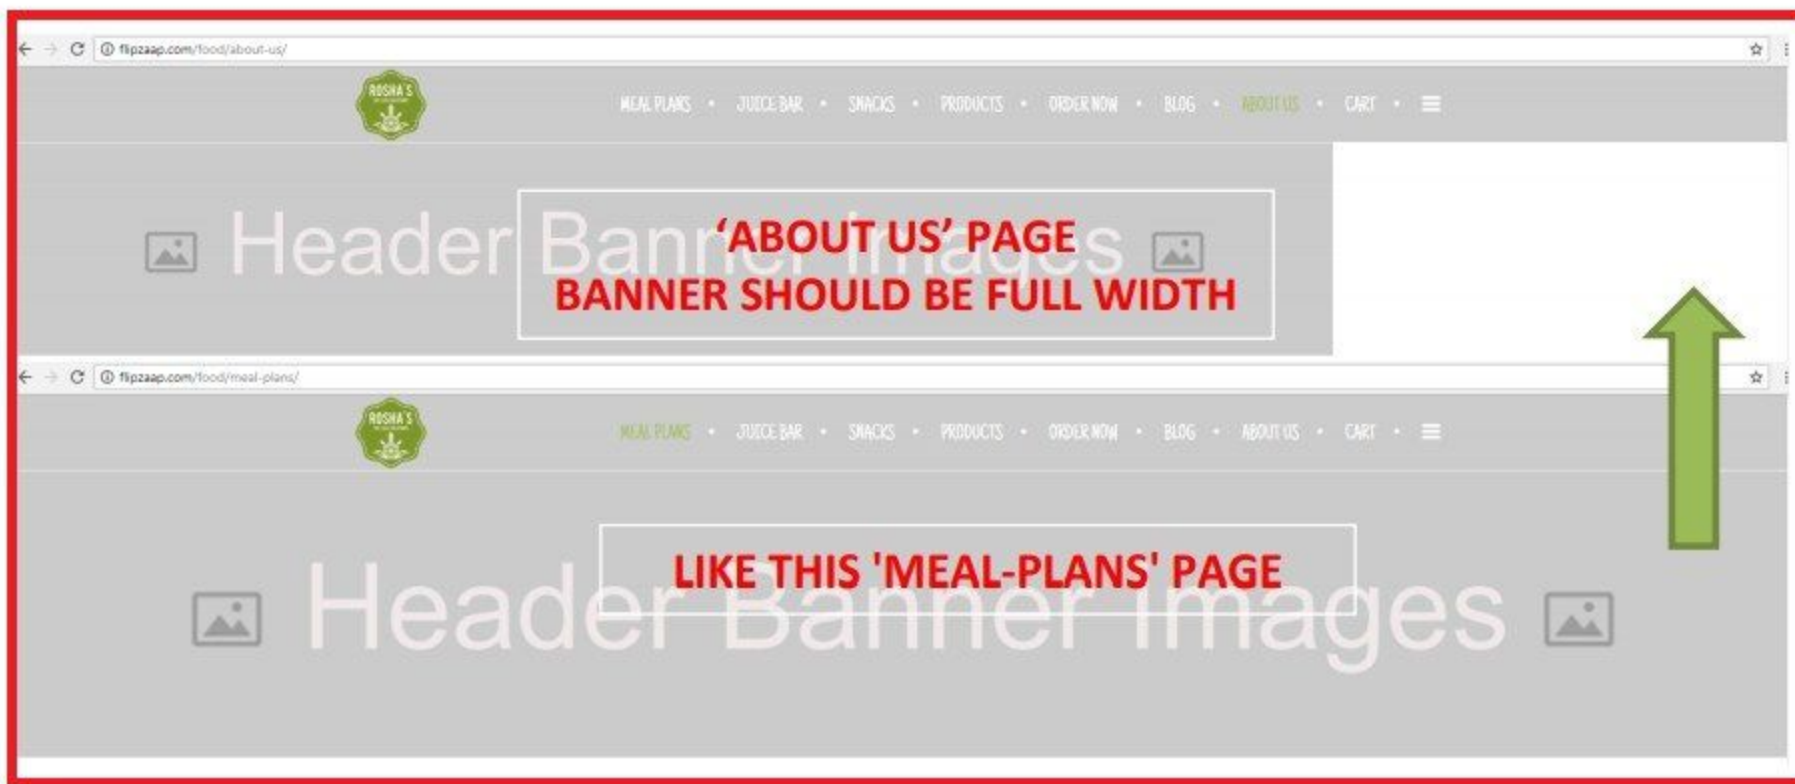 flipzaap.com/food/about-us/
ROSHA'S
MEAL PLANS • JUICE BAR • SNACKS • PRODUCTS • ORDER NOW • BLOG • ABOUT US • CART •
Header Banner Images
‘ABOUT US’ PAGE
BANNER SHOULD BE FULL WIDTH
flipzaap.com/food/meal-plans/
ROSHA'S
MEAL PLANS • JUICE BAR • SNACKS • PRODUCTS • ORDER NOW • BLOG • ABOUT US • CART •
LIKE THIS 'MEAL-PLANS' PAGE
Header Banner Images